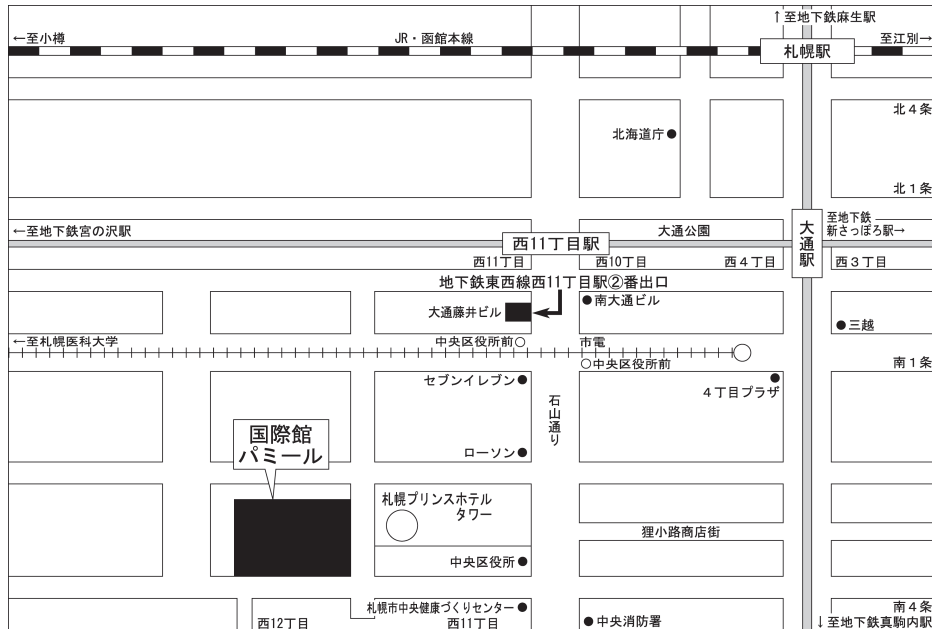 ↑至地下鉄麻生駅
←至小樽
JR・函館本線
札幌駅
至江別→
北4条
北海道庁
北1条
←至地下鉄宮の沢駅
西11丁目駅
大通公園
大通駅
至地下鉄
新さっぽろ駅→
西11丁目
西10丁目
西4丁目
西3丁目
地下鉄東西線西11丁目駅②番出口
大通藤井ビル
南大通ビル
三越
←至札幌医科大学
中央区役所前
市電
中央区役所前
南1条
セブンイレブン
4丁目プラザ
石山通り
国際館
パミール
ローソン
札幌プリンスホテル
タワー
狸小路商店街
中央区役所
札幌市中央健康づくりセンター
南4条
西12丁目
西11丁目
中央消防署
↓至地下鉄真駒内駅